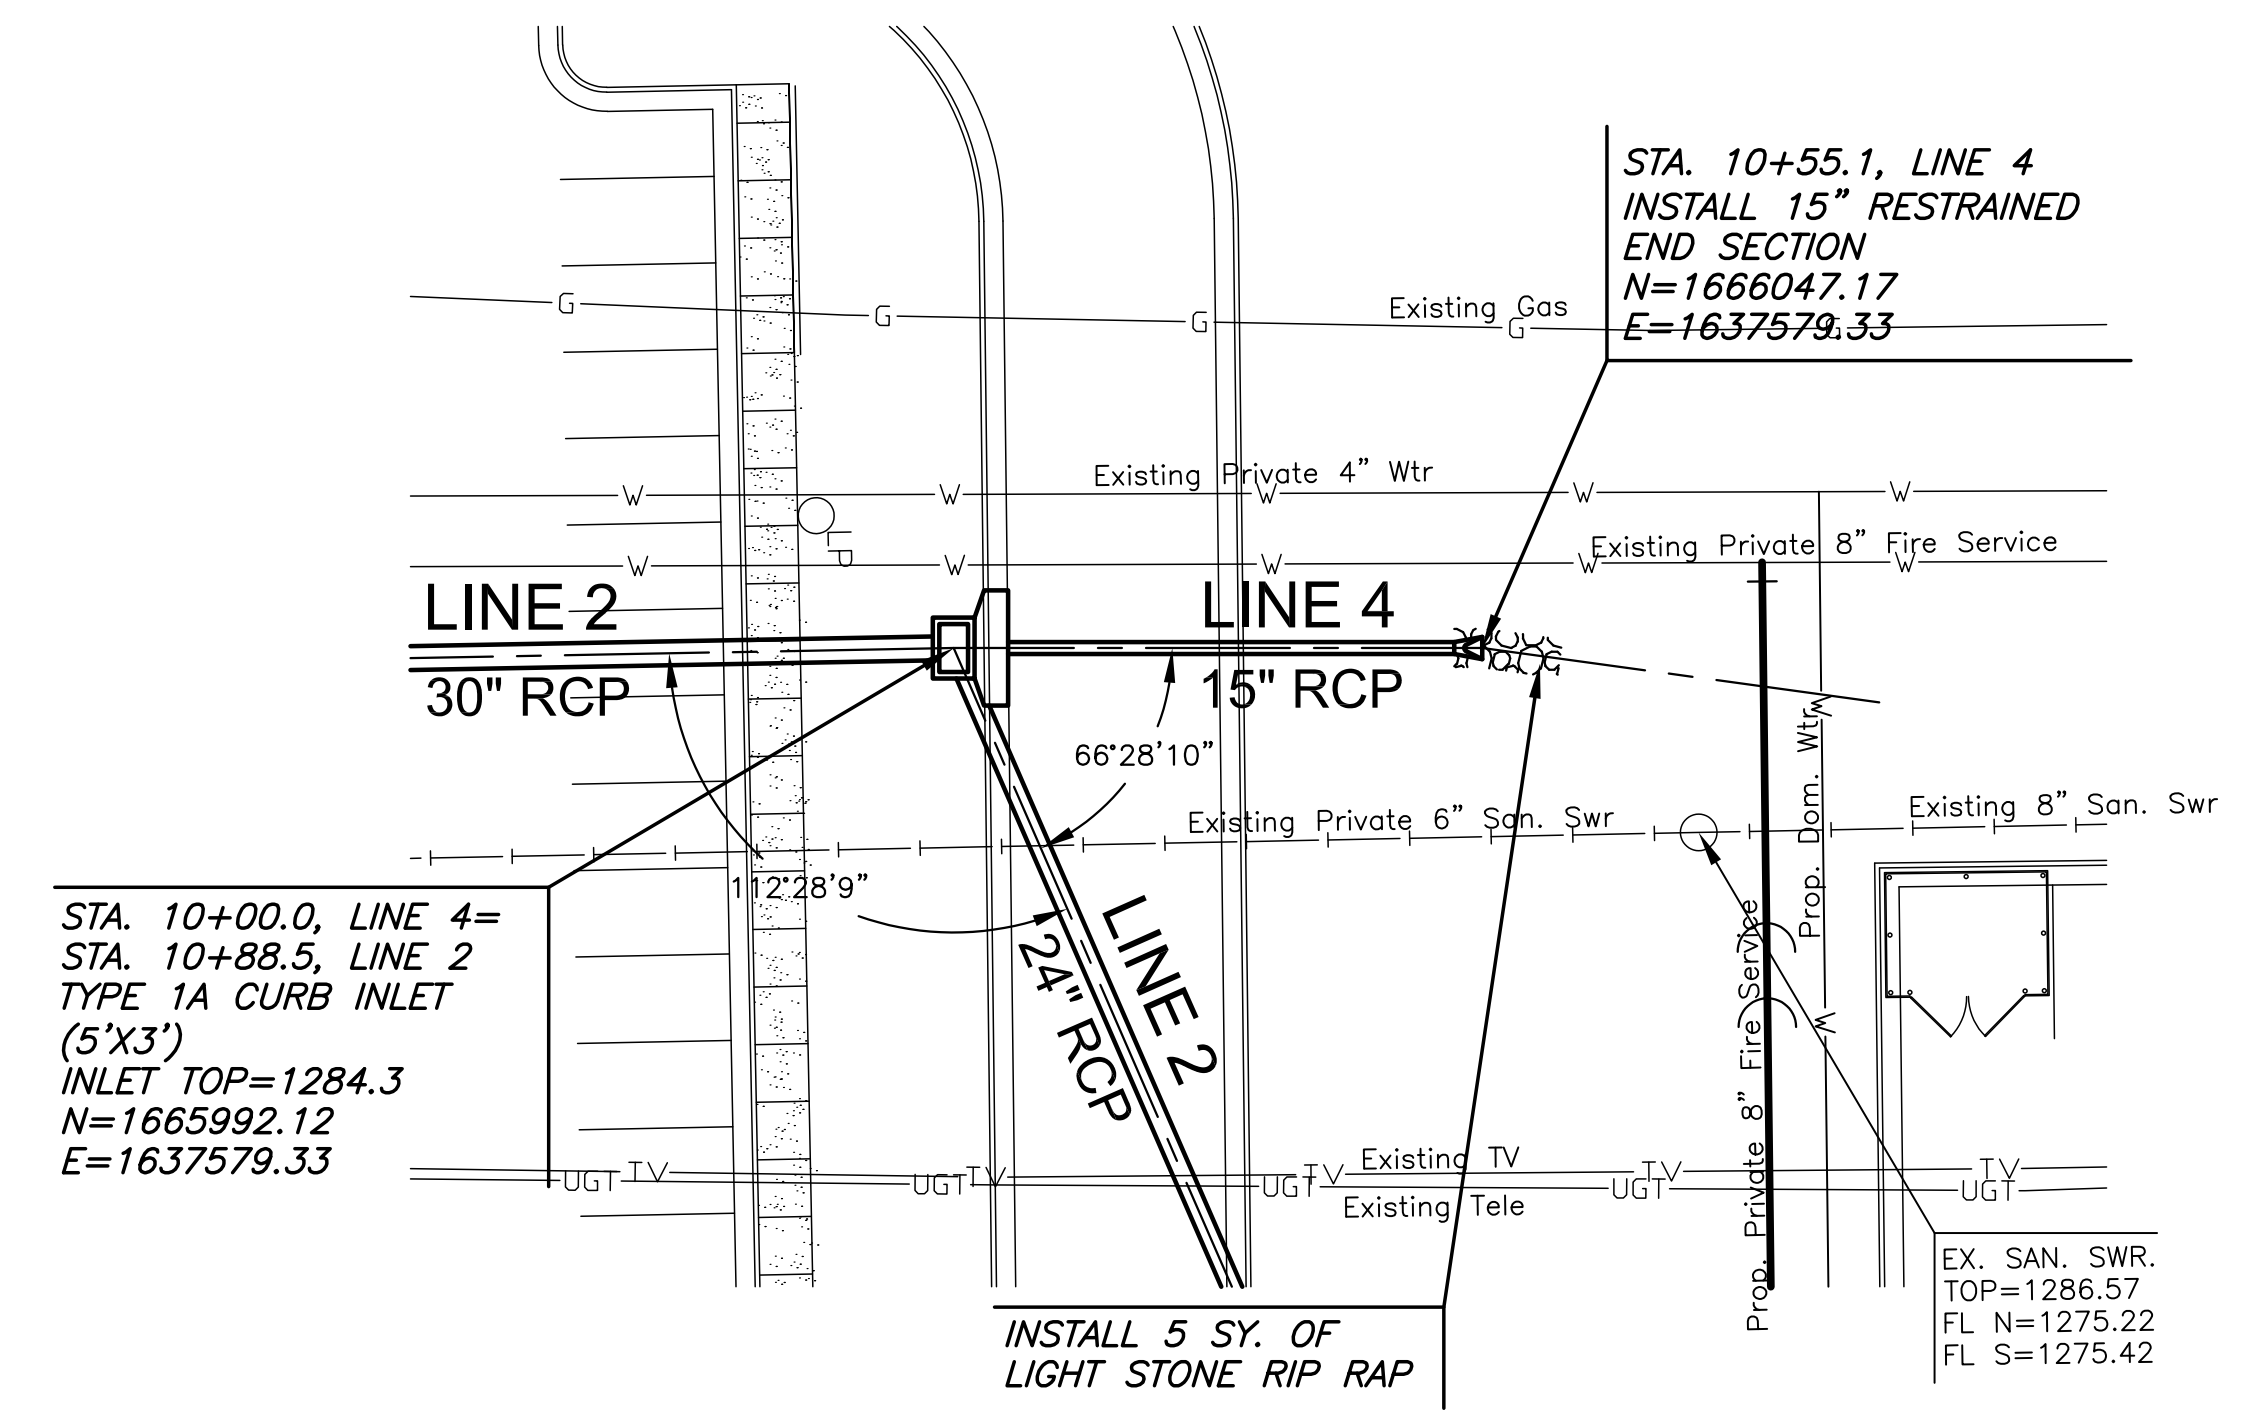 STA. 10+55.1, LINE 4
INSTALL 15” RESTRAINED
END SECTION
N=1666047.17
E=1637579.33
Existing Gas
G
G
G
G
G
Existing Private 4” Wtr
W
W
W
W
W
LP
Existing Private 8” Fire Service
W
W
W
W
W
LINE 2
30" RCP
LINE 4
15" RCP
66°28'10”
112°28'9”
Existing Private 6” San. Swr
Existing 8” San. Swr
Prop. Dom. Wtr
W
W
Prop. Private 8” Fire Service
LINE 2
24" RCP
STA. 10+00.0, LINE 4=
STA. 10+88.5, LINE 2
TYPE 1A CURB INLET
(5'X3')
INLET TOP=1284.3
N=1665992.12
E=1637579.33
Existing TV
TV
TV
TV
TV
TV
UGT
UGT
UGT
UGT
UGT
Existing Tele
EX. SAN. SWR.
TOP=1286.57
FL N=1275.22
FL S=1275.42
INSTALL 5 SY. OF
LIGHT STONE RIP RAP